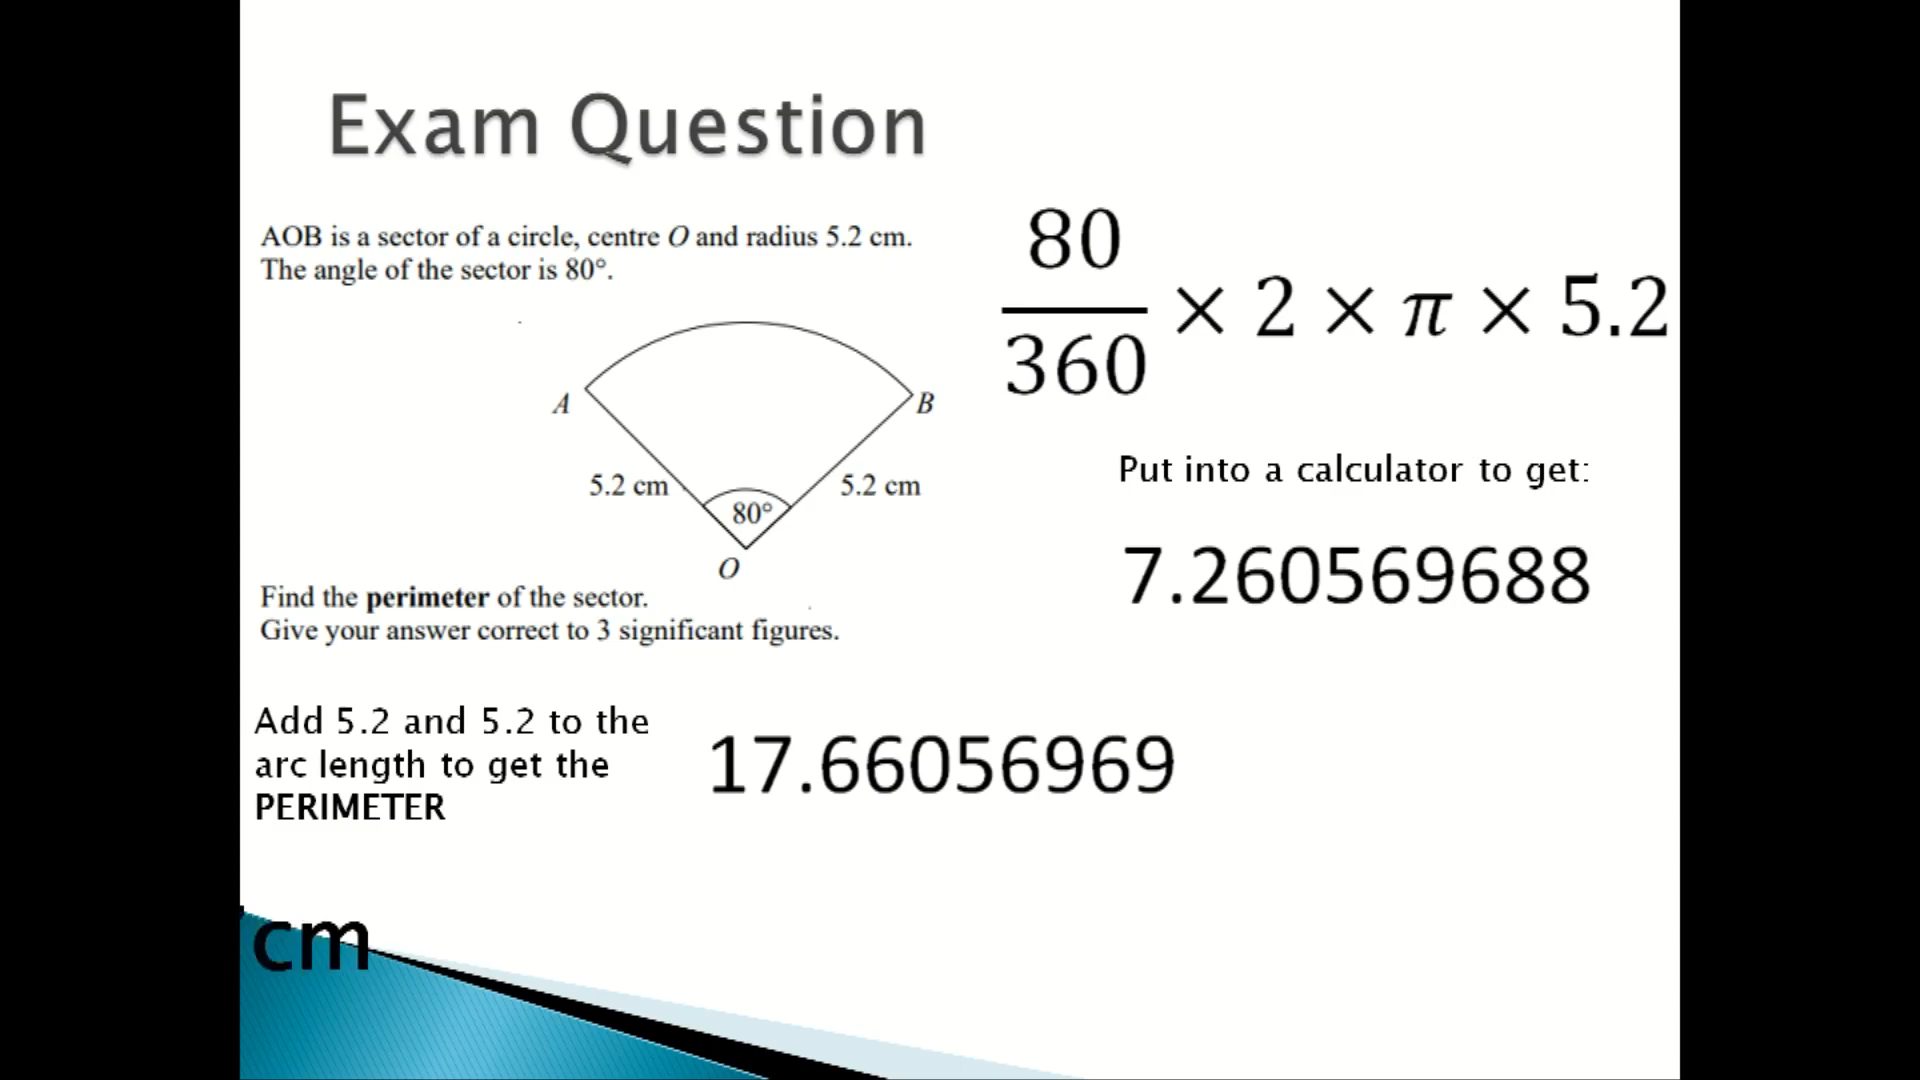 Exam Question
AOB is a sector of a circle, centre O and radius 5.2 cm.
The angle of the sector is 80°.
A
B
5.2 cm
5.2 cm
80°
O
Find the perimeter of the sector.
Give your answer correct to 3 significant figures.
80
360
× 2 × π × 5.2
Put into a calculator to get:
7.260569688
Add 5.2 and 5.2 to the
arc length to get the
PERIMETER
17.66056969
cm